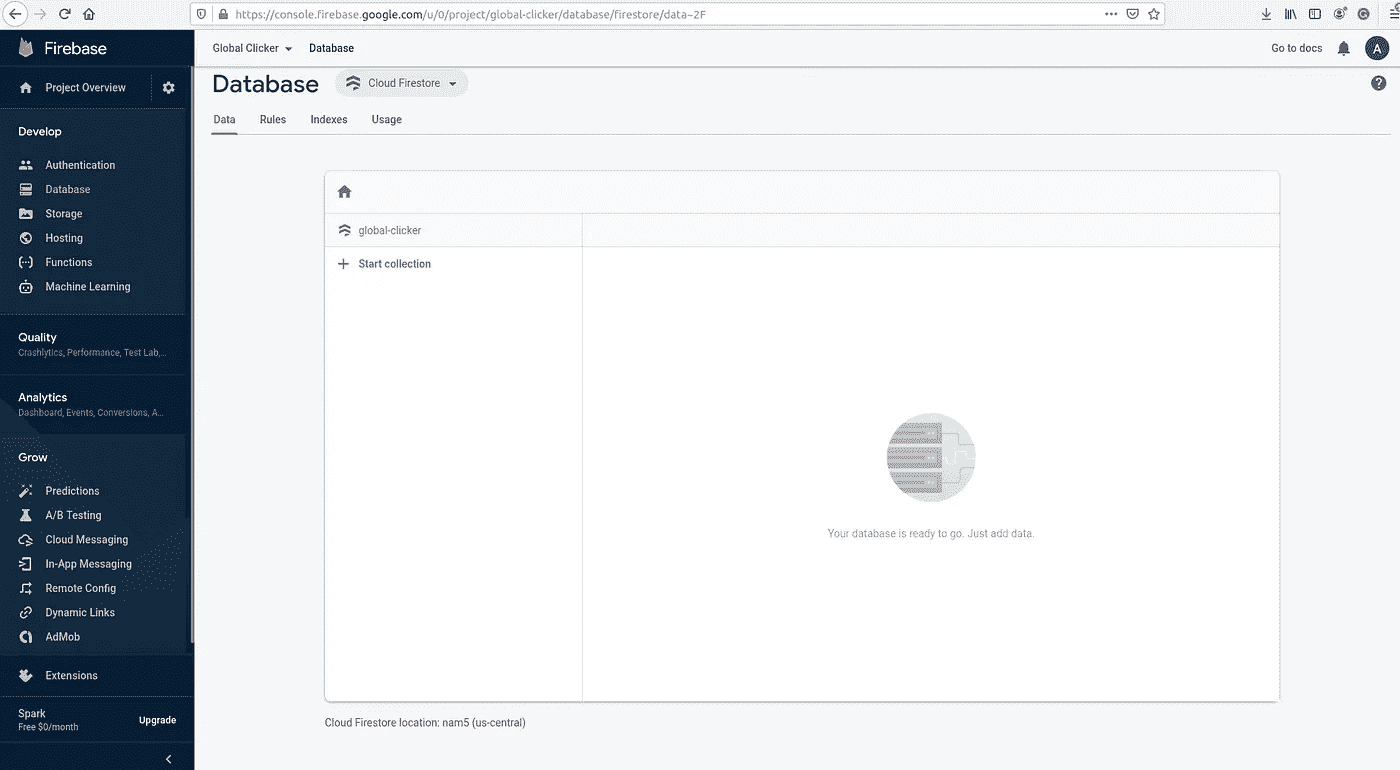 https://console.firebase.google.com/u/0/project/global-clicker/database/firestore/data~2F
Firebase
Global Clicker
Database
Go to docs
A
Project Overview
Database
Cloud Firestore
Data
Rules
Indexes
Usage
Develop
Authentication
Database
Storage
Hosting
Functions
Machine Learning
Quality
Crashlytics, Performance, Test Lab,...
Analytics
Dashboard, Events, Conversions, A...
Grow
Predictions
A/B Testing
Cloud Messaging
In-App Messaging
Remote Config
Dynamic Links
AdMob
Extensions
Spark
Free $0/month
Upgrade
global-clicker
Start collection
Your database is ready to go. Just add data.
Cloud Firestore location: nam5 (us-central)